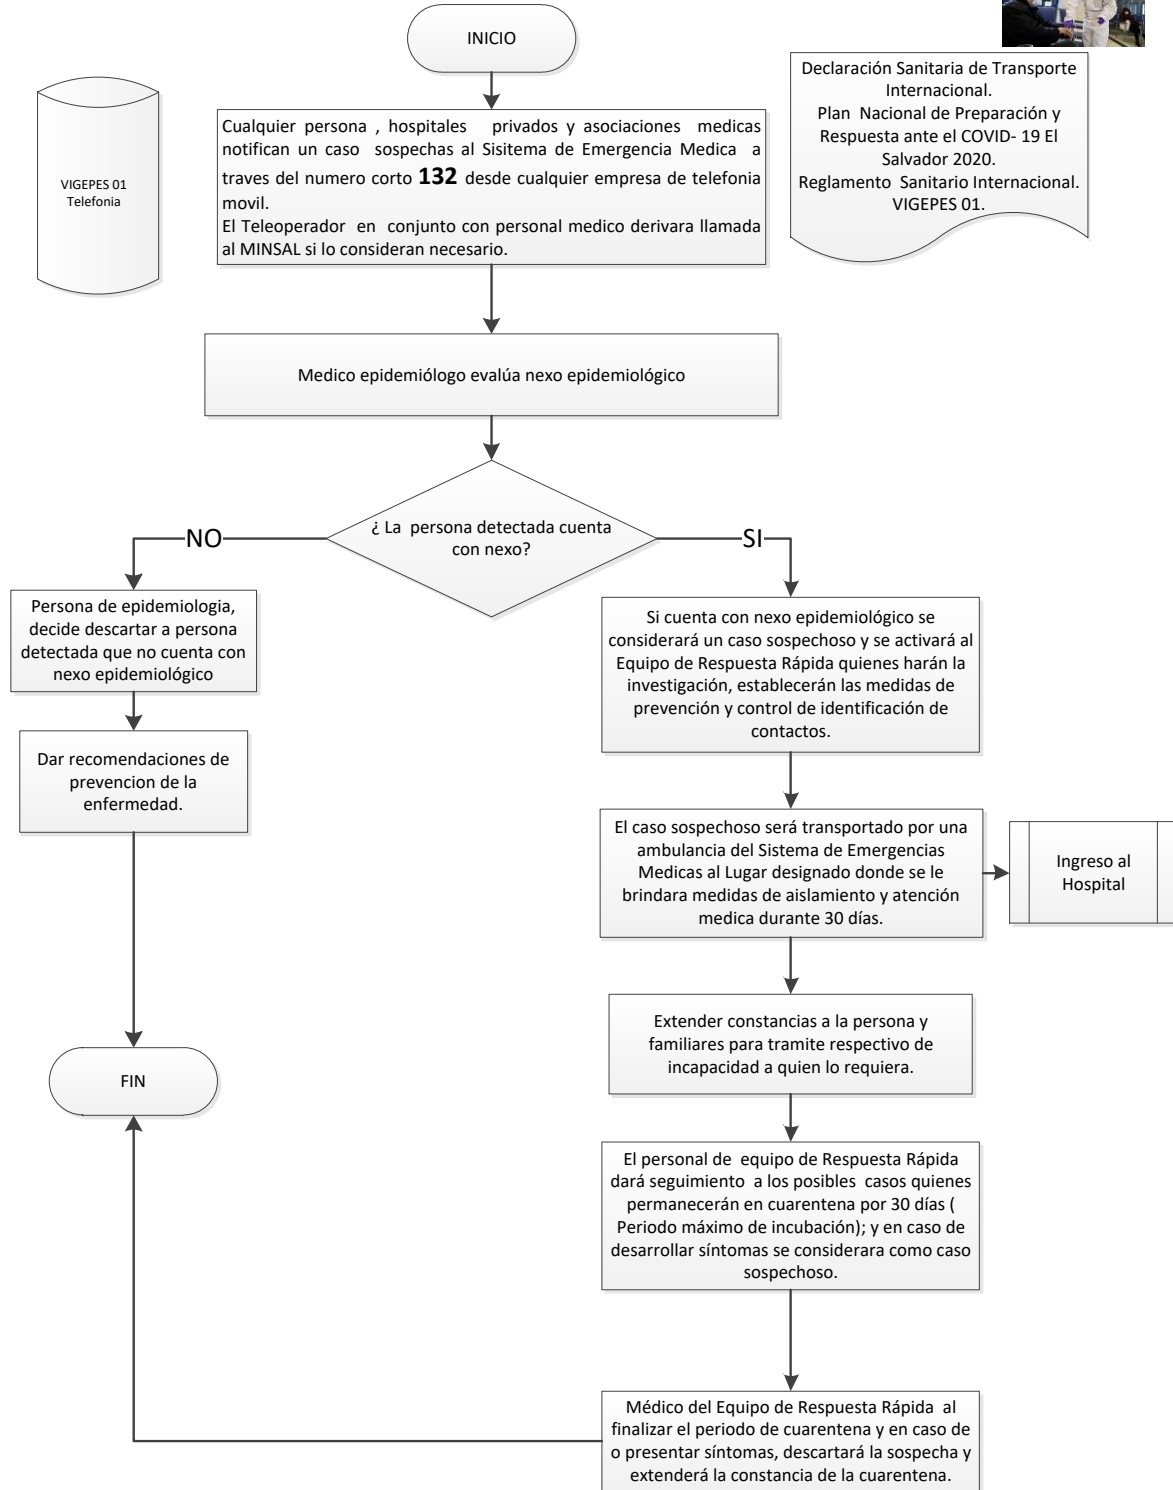 INICIO
VIGEPES 01
Telefonia
Cualquier persona , hospitales privados y asociaciones medicas
notifican un caso sospechas al Sisitema de Emergencia Medica a
traves del numero corto 132 desde cualquier empresa de telefonia
movil.
El Teleoperador en conjunto con personal medico derivara llamada
al MINSAL si lo consideran necesario.
Declaración Sanitaria de Transporte
Internacional.
Plan Nacional de Preparación y
Respuesta ante el COVID- 19 El
Salvador 2020.
Reglamento Sanitario Internacional.
VIGEPES 01.
Medico epidemiólogo evalúa nexo epidemiológico
¿ La persona detectada cuenta
con nexo?
NO
SI
Persona de epidemiologia,
decide descartar a persona
detectada que no cuenta con
nexo epidemiológico
Dar recomendaciones de
prevencion de la
enfermedad.
FIN
Si cuenta con nexo epidemiológico se
considerará un caso sospechoso y se activará al
Equipo de Respuesta Rápida quienes harán la
investigación, establecerán las medidas de
prevención y control de identificación de
contactos.
El caso sospechoso será transportado por una
ambulancia del Sistema de Emergencias
Medicas al Lugar designado donde se le
brindara medidas de aislamiento y atención
medica durante 30 días.
Ingreso al
Hospital
Extender constancias a la persona y
familiares para tramite respectivo de
incapacidad a quien lo requiera.
El personal de equipo de Respuesta Rápida
dará seguimiento a los posibles casos quienes
permanecerán en cuarentena por 30 días (
Periodo máximo de incubación); y en caso de
desarrollar síntomas se considerara como caso
sospechoso.
Médico del Equipo de Respuesta Rápida al
finalizar el periodo de cuarentena y en caso de
o presentar síntomas, descartará la sospecha y
extenderá la constancia de la cuarentena.